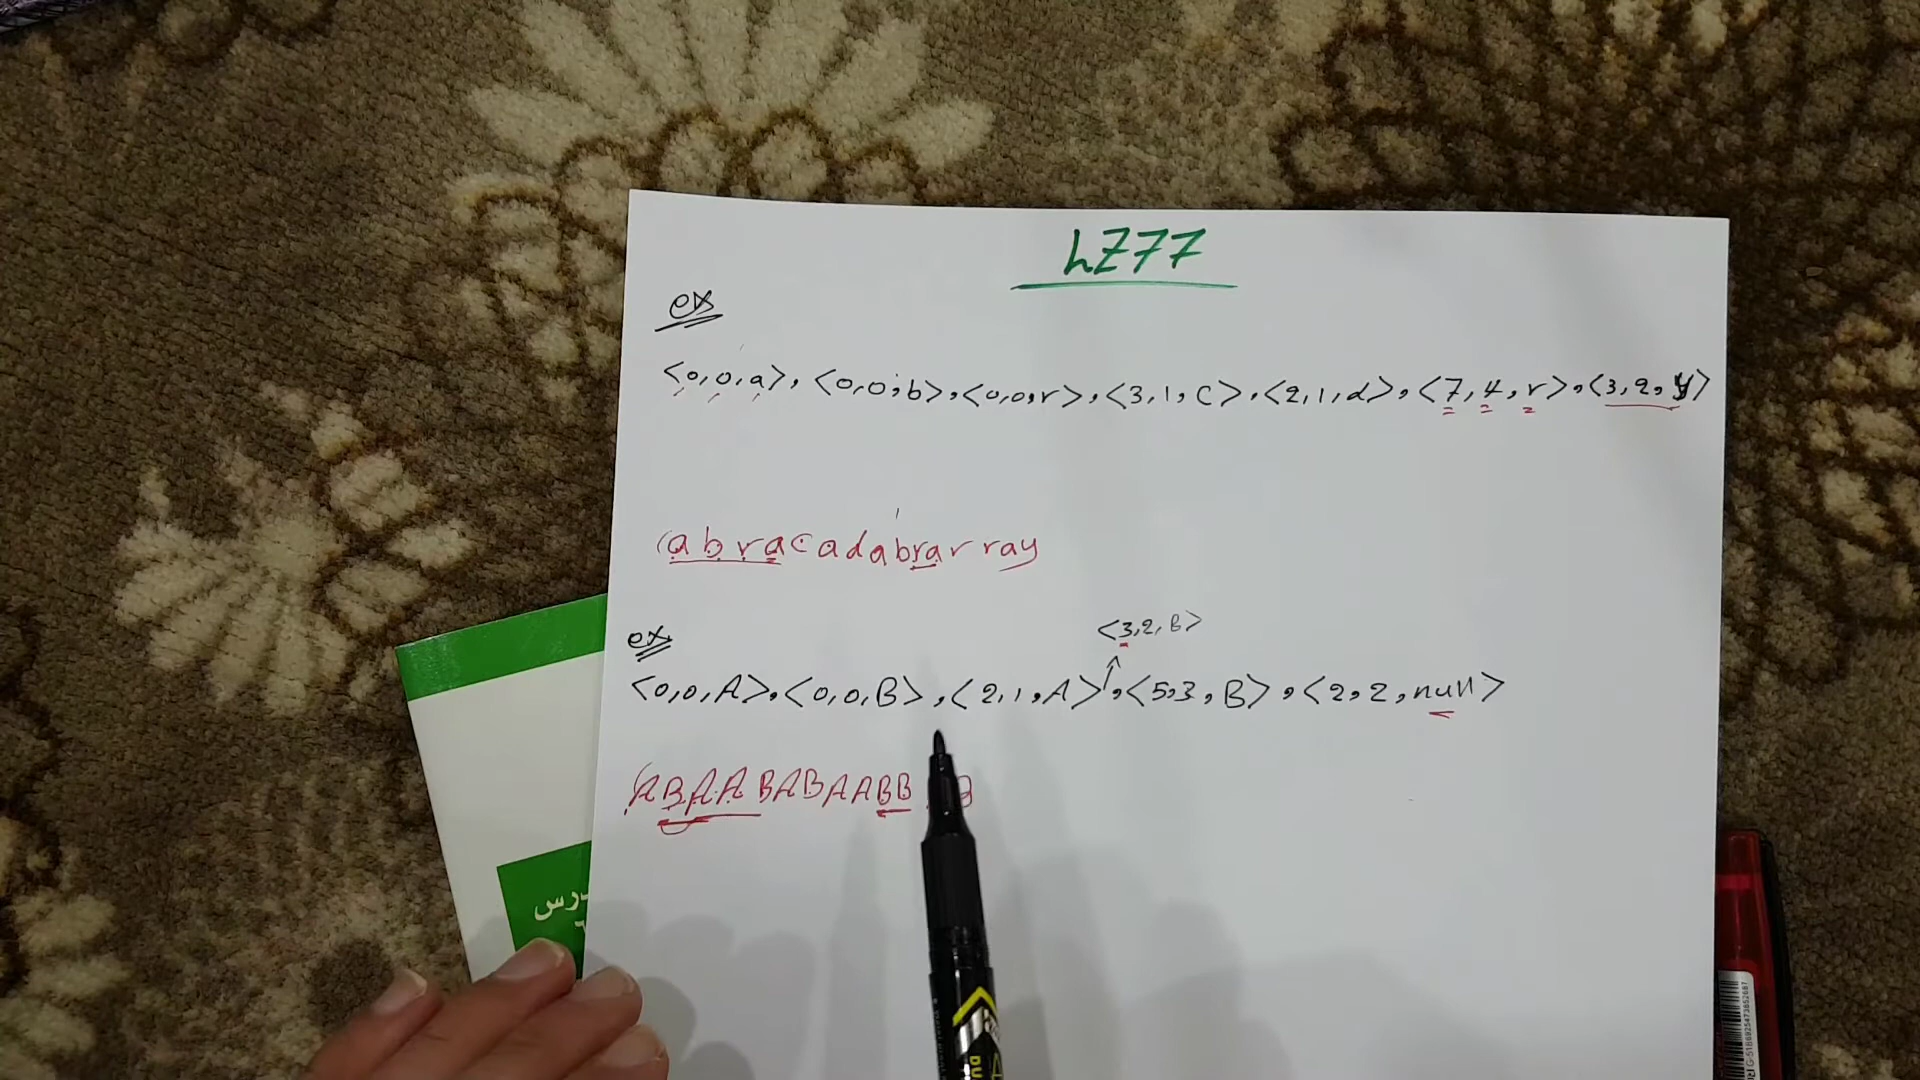 LZ77
ex
<0,0,a>, <0,0,b>, <0,0,r>, <3,1,C>, <2,1,d>, <7,4,r>, <3,2,y>
abracadabrarray
ex
<3,2,B>
<0,0,A>, <0,0,B>, <2,1,A>, <5,3,B>, <2,2,null>
ABAABABAABB
درس